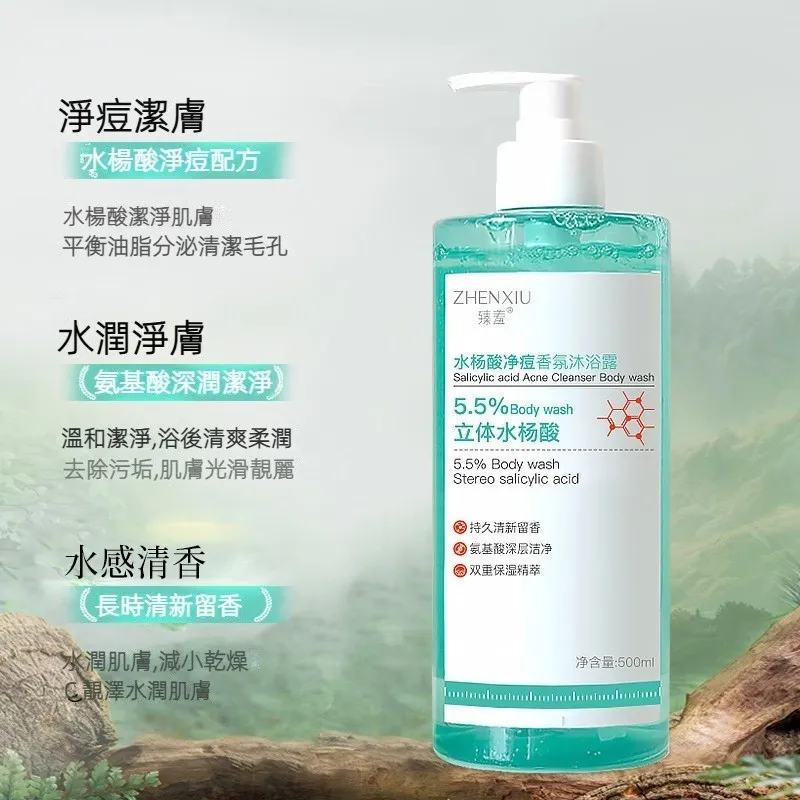 淨痘潔膚
水楊酸淨痘配方
水楊酸潔淨肌膚
平衡油脂分泌清潔毛孔
水潤淨膚
(氨基酸深潤潔淨)
溫和潔淨,浴後清爽柔潤
去除污垢,肌膚光滑靚麗
水感清香
(長時清新留香)
水潤肌膚,減小乾燥
靚澤水潤肌膚
ZHENXIU
臻羞®
水杨酸净痘香氛沐浴露
Salicylic acid Acne Cleanser Body wash
5.5% Body wash
立体水杨酸
5.5% Body wash
Stereo salicylic acid
持久清新留香
氨基酸深层洁净
双重保湿精萃
净含量:500ml